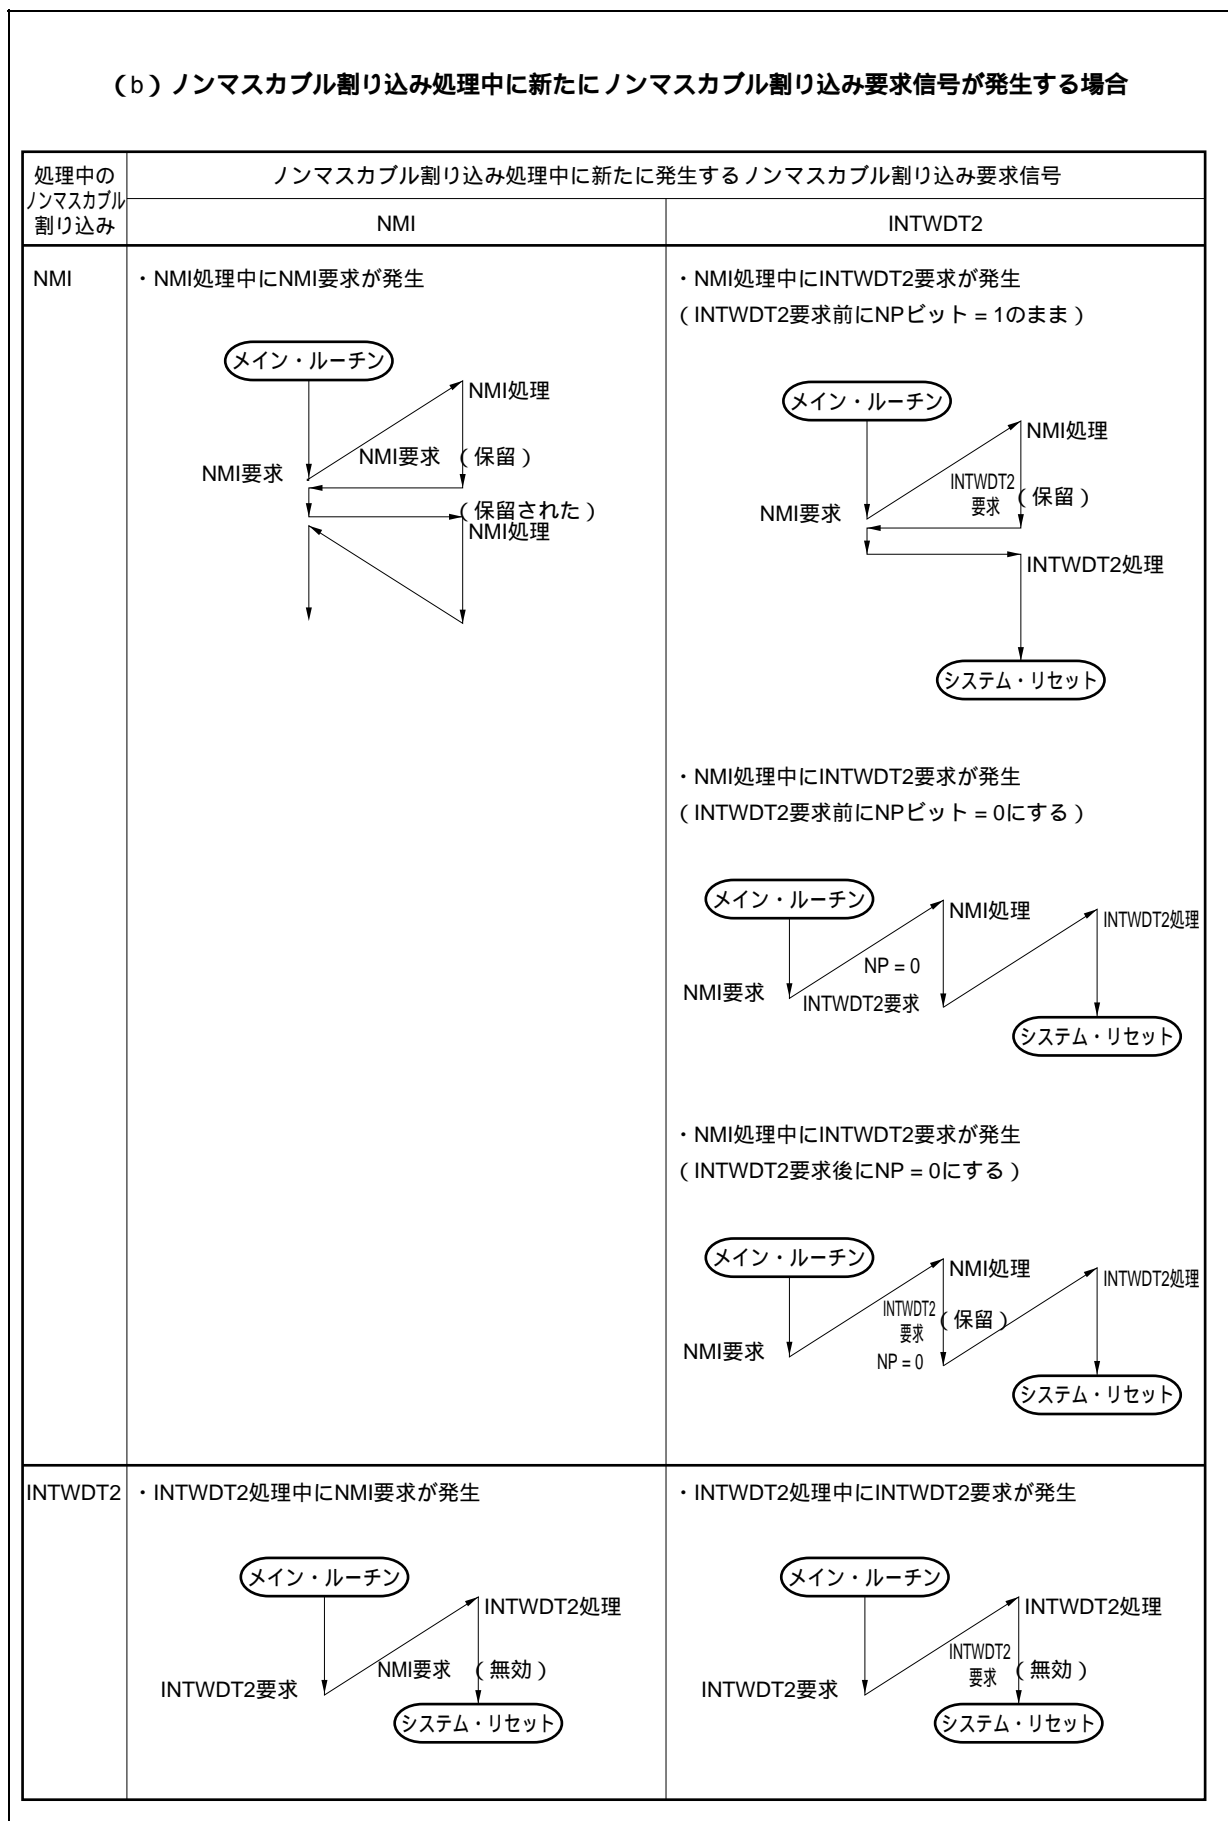 （b）ノンマスカブル割り込み処理中に新たにノンマスカブル割り込み要求信号が発生する場合
処理中の
ノンマスカブル
割り込み
ノンマスカブル割り込み処理中に新たに発生するノンマスカブル割り込み要求信号
NMI
INTWDT2
NMI
・NMI処理中にNMI要求が発生
メイン・ルーチン
NMI処理
NMI要求
NMI要求
（保留）
（保留された）
NMI処理
・NMI処理中にINTWDT2要求が発生
（INTWDT2要求前にNPビット = 1のまま）
メイン・ルーチン
NMI処理
INTWDT2
要求
（保留）
NMI要求
INTWDT2処理
システム・リセット
・NMI処理中にINTWDT2要求が発生
（INTWDT2要求前にNPビット = 0にする）
メイン・ルーチン
NMI処理
INTWDT2処理
NP = 0
NMI要求
INTWDT2要求
システム・リセット
・NMI処理中にINTWDT2要求が発生
（INTWDT2要求後にNP = 0にする）
メイン・ルーチン
NMI処理
INTWDT2処理
INTWDT2
要求
（保留）
NMI要求
NP = 0
システム・リセット
INTWDT2
・INTWDT2処理中にNMI要求が発生
メイン・ルーチン
INTWDT2処理
NMI要求
（無効）
INTWDT2要求
システム・リセット
・INTWDT2処理中にINTWDT2要求が発生
メイン・ルーチン
INTWDT2処理
INTWDT2
要求
（無効）
INTWDT2要求
システム・リセット